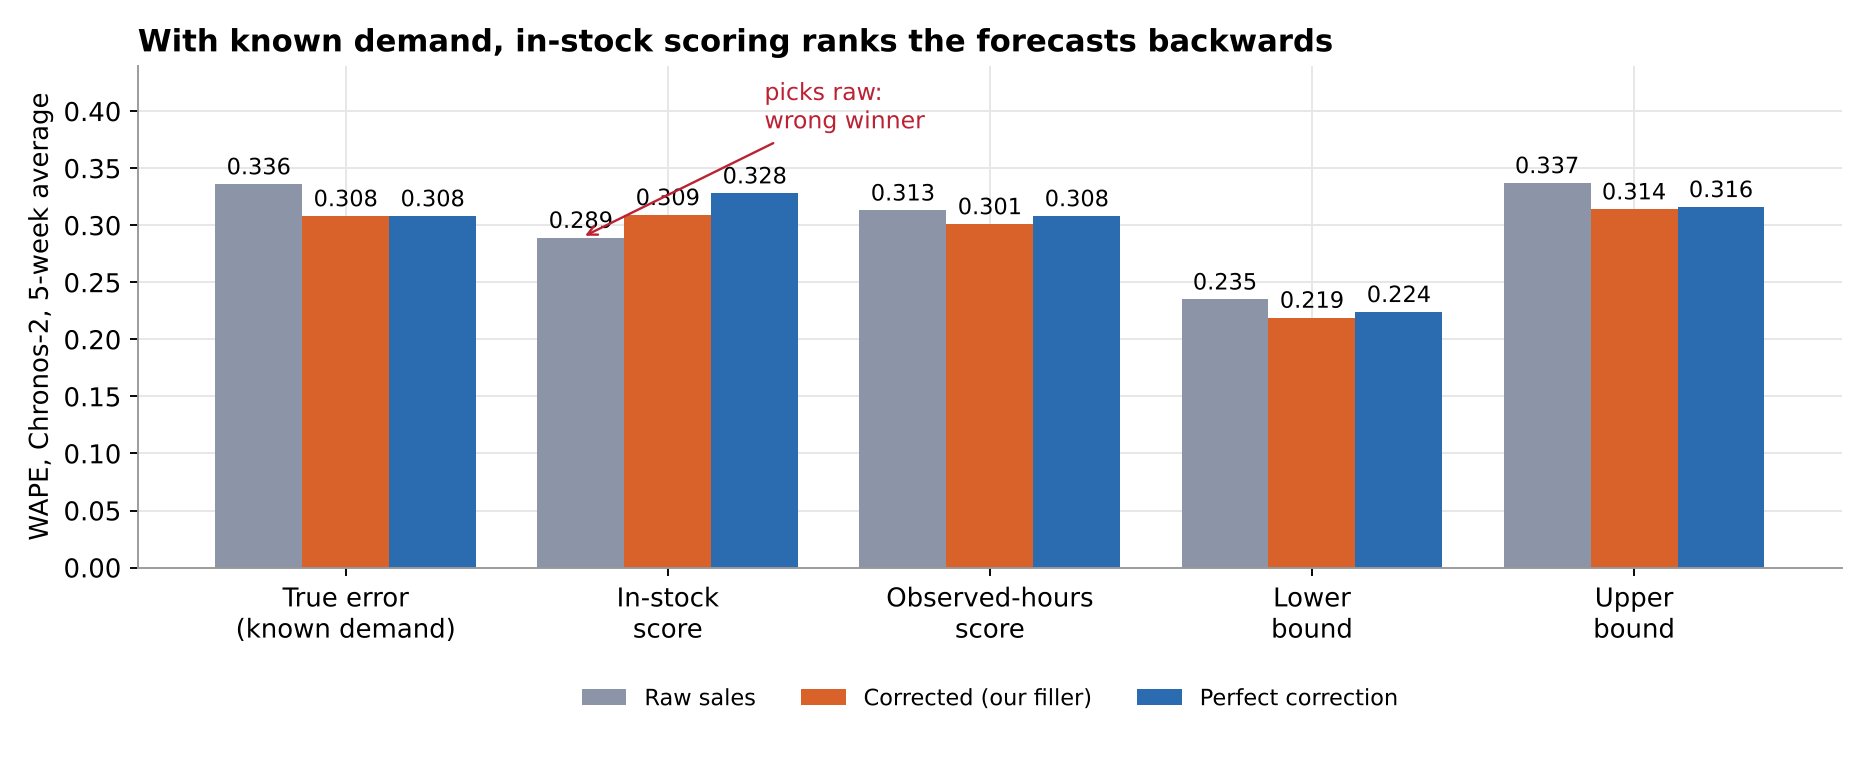 With known demand, in-stock scoring ranks the forecasts backwards
picks raw:
wrong winner
WAPE, Chronos-2, 5-week average
0.40
0.35
0.30
0.25
0.20
0.15
0.10
0.05
0.00
0.336
0.308
0.308
0.289
0.309
0.328
0.313
0.301
0.308
0.235
0.219
0.224
0.337
0.314
0.316
True error
(known demand)
In-stock
score
Observed-hours
score
Lower
bound
Upper
bound
Raw sales
Corrected (our filler)
Perfect correction